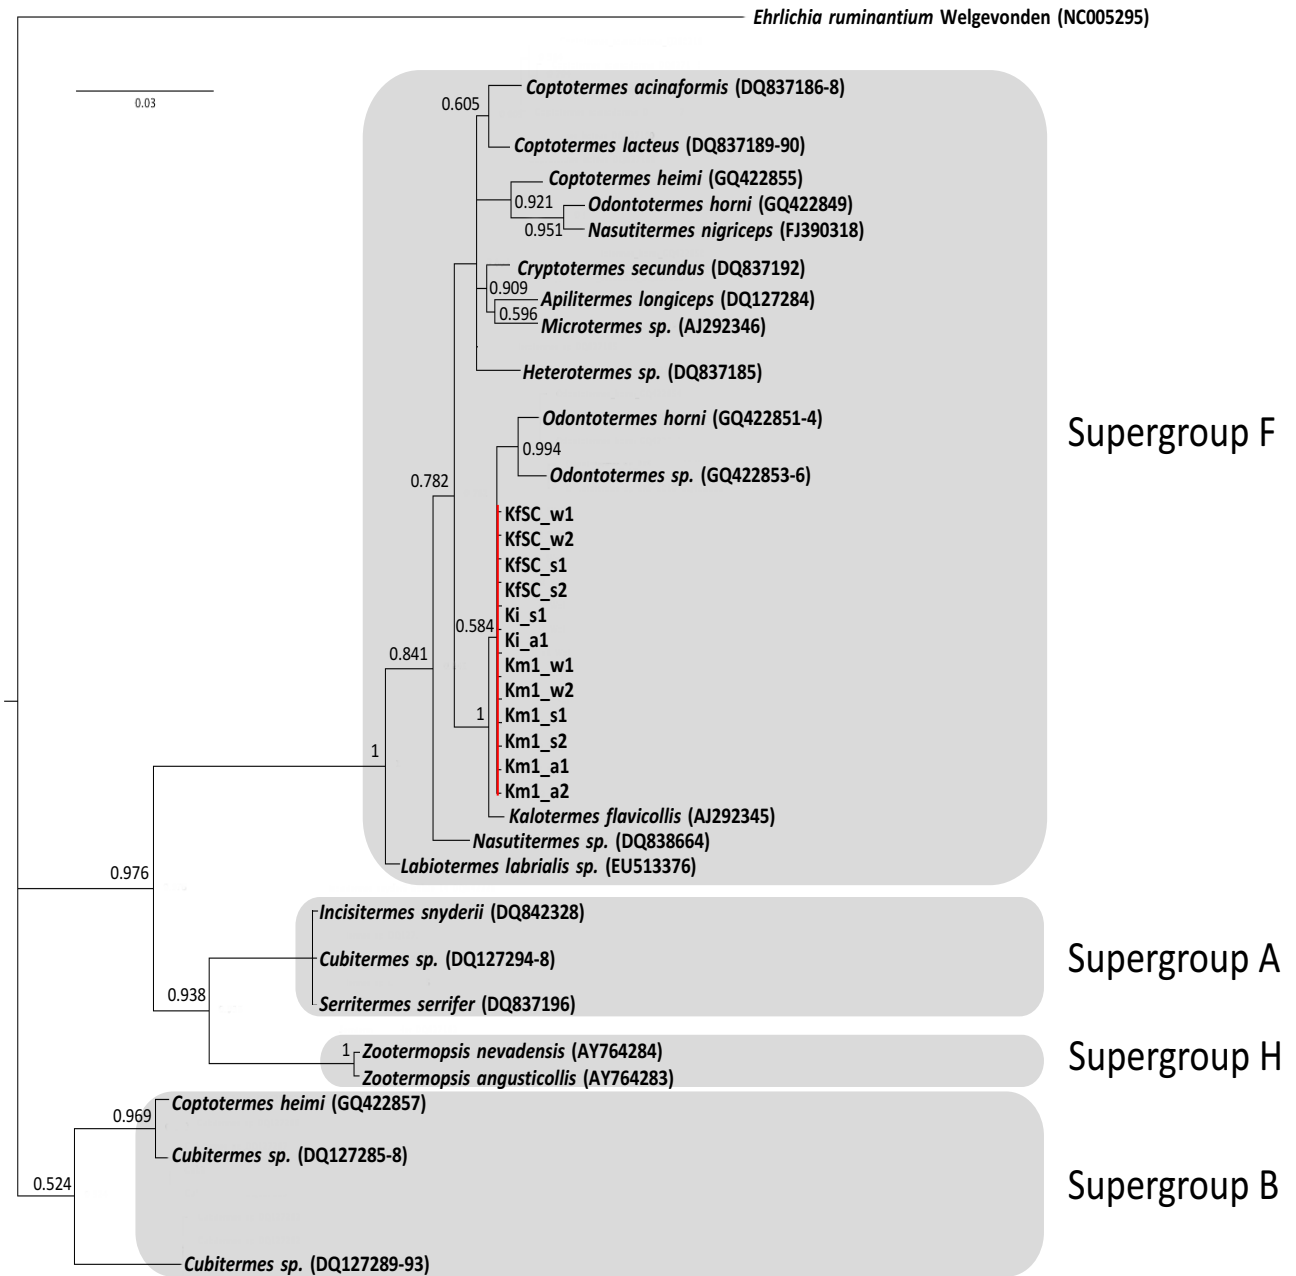 Ehrlichia ruminantium Welgevonden (NC005295)
0.03
Coptotermes acinaformis (DQ837186-8)
0.605
Coptotermes lacteus (DQ837189-90)
Coptotermes heimi (GQ422855)
0.921
Odontotermes horni (GQ422849)
0.951
Nasutitermes nigriceps (FJ390318)
Cryptotermes secundus (DQ837192)
0.909
Apilitermes longiceps (DQ127284)
0.596
Microtermes sp. (AJ292346)
Heterotermes sp. (DQ837185)
Odontotermes horni (GQ422851-4)
Supergroup F
0.994
Odontotermes sp. (GQ422853-6)
0.782
KfSC_w1
KfSC_w2
KfSC_s1
KfSC_s2
Ki_s1
0.584
Ki_a1
0.841
Km1_w1
Km1_w2
1
Km1_s1
Km1_s2
1
Km1_a1
Km1_a2
Kalotermes flavicollis (AJ292345)
Nasutitermes sp. (DQ838664)
Labiotermes labrialis sp. (EU513376)
0.976
Incisitermes snyderii (DQ842328)
Cubitermes sp. (DQ127294-8)
Supergroup A
0.938
Serritermes serrifer (DQ837196)
1
Zootermopsis nevadensis (AY764284)
Supergroup H
Zootermopsis angusticollis (AY764283)
Coptotermes heimi (GQ422857)
0.969
Cubitermes sp. (DQ127285-8)
0.524
Supergroup B
Cubitermes sp. (DQ127289-93)